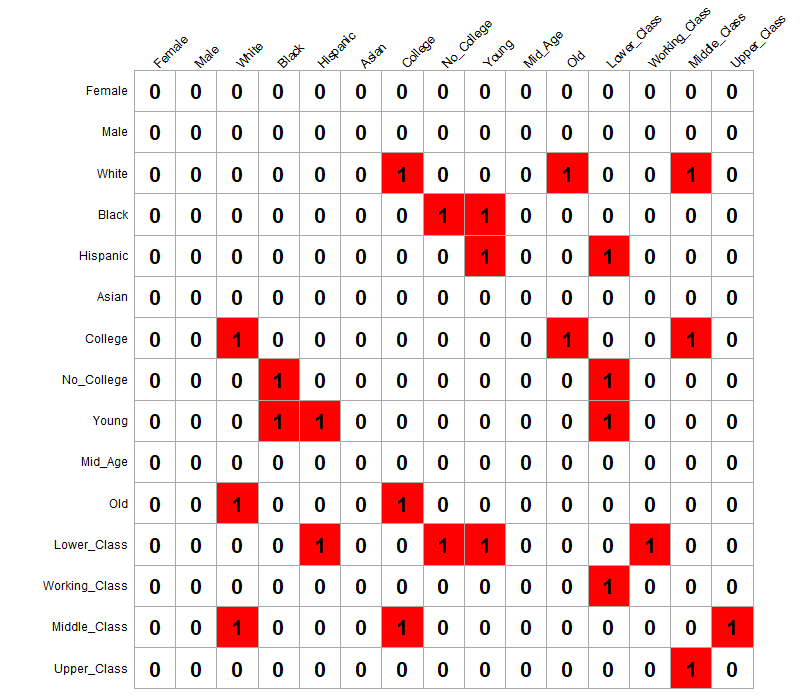 Female Male White Black Hispanic Asian College No_College Young Mid_Age Old Lower_Class Working_Class Middle_Class Upper_Class
Female 0 0 0 0 0 0 0 0 0 0 0 0 0 0 0
Male 0 0 0 0 0 0 0 0 0 0 0 0 0 0 0
White 0 0 0 0 0 0 1 0 0 0 1 0 0 1 0
Black 0 0 0 0 0 0 0 1 1 0 0 0 0 0 0
Hispanic 0 0 0 0 0 0 0 0 1 0 0 1 0 0 0
Asian 0 0 0 0 0 0 0 0 0 0 0 0 0 0 0
College 0 0 1 0 0 0 0 0 0 0 1 0 0 1 0
No_College 0 0 0 1 0 0 0 0 0 0 0 1 0 0 0
Young 0 0 0 1 1 0 0 0 0 0 0 1 0 0 0
Mid_Age 0 0 0 0 0 0 0 0 0 0 0 0 0 0 0
Old 0 0 1 0 0 0 1 0 0 0 0 0 0 0 0
Lower_Class 0 0 0 0 1 0 0 1 1 0 0 0 1 0 0
Working_Class 0 0 0 0 0 0 0 0 0 0 0 1 0 0 0
Middle_Class 0 0 1 0 0 0 1 0 0 0 0 0 0 0 1
Upper_Class 0 0 0 0 0 0 0 0 0 0 0 0 0 1 0